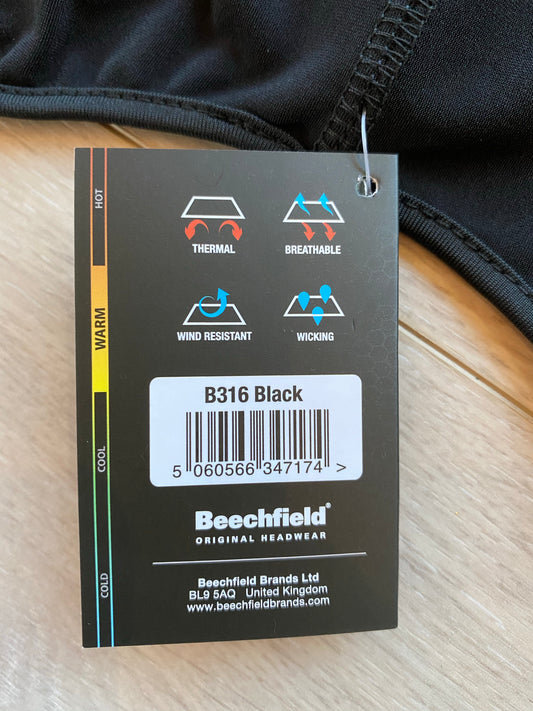 HOT
WARM
COOL
COLD
THERMAL
BREATHABLE
WIND RESISTANT
WICKING
B316 Black
5 060566 347174 >
Beechfield®
ORIGINAL HEADWEAR
Beechfield Brands Ltd
BL9 5AQ United Kingdom
www.beechfieldbrands.com